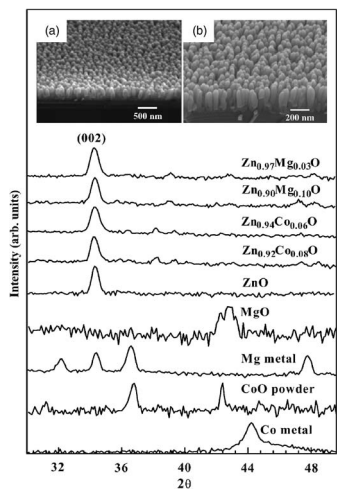 (a)
(b)
500 nm
200 nm
(002)
Zn0.97Mg0.03O
Zn0.90Mg0.10O
Zn0.94Co0.06O
Zn0.92Co0.08O
ZnO
MgO
Mg metal
CoO powder
Co metal
Intensity (arb. units)
32 36 40 44 48
2θ